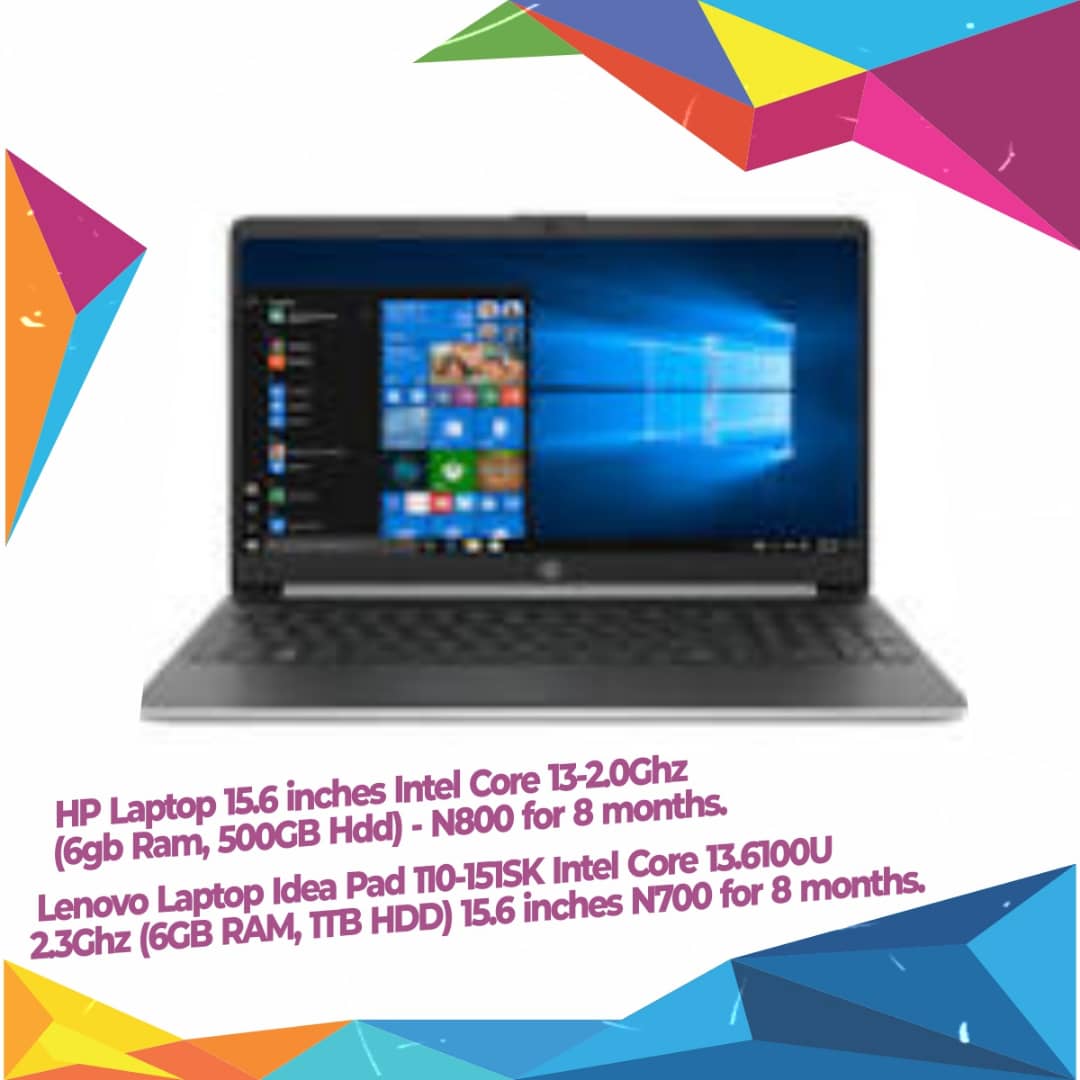 HP Laptop 15.6 inches Intel Core 13-2.0Ghz
(6gb Ram, 500GB Hdd) - N800 for 8 months.
Lenovo Laptop Idea Pad 110-151SK Intel Core 13.6100U
2.3Ghz (6GB RAM, 1TB HDD) 15.6 inches N700 for 8 months.